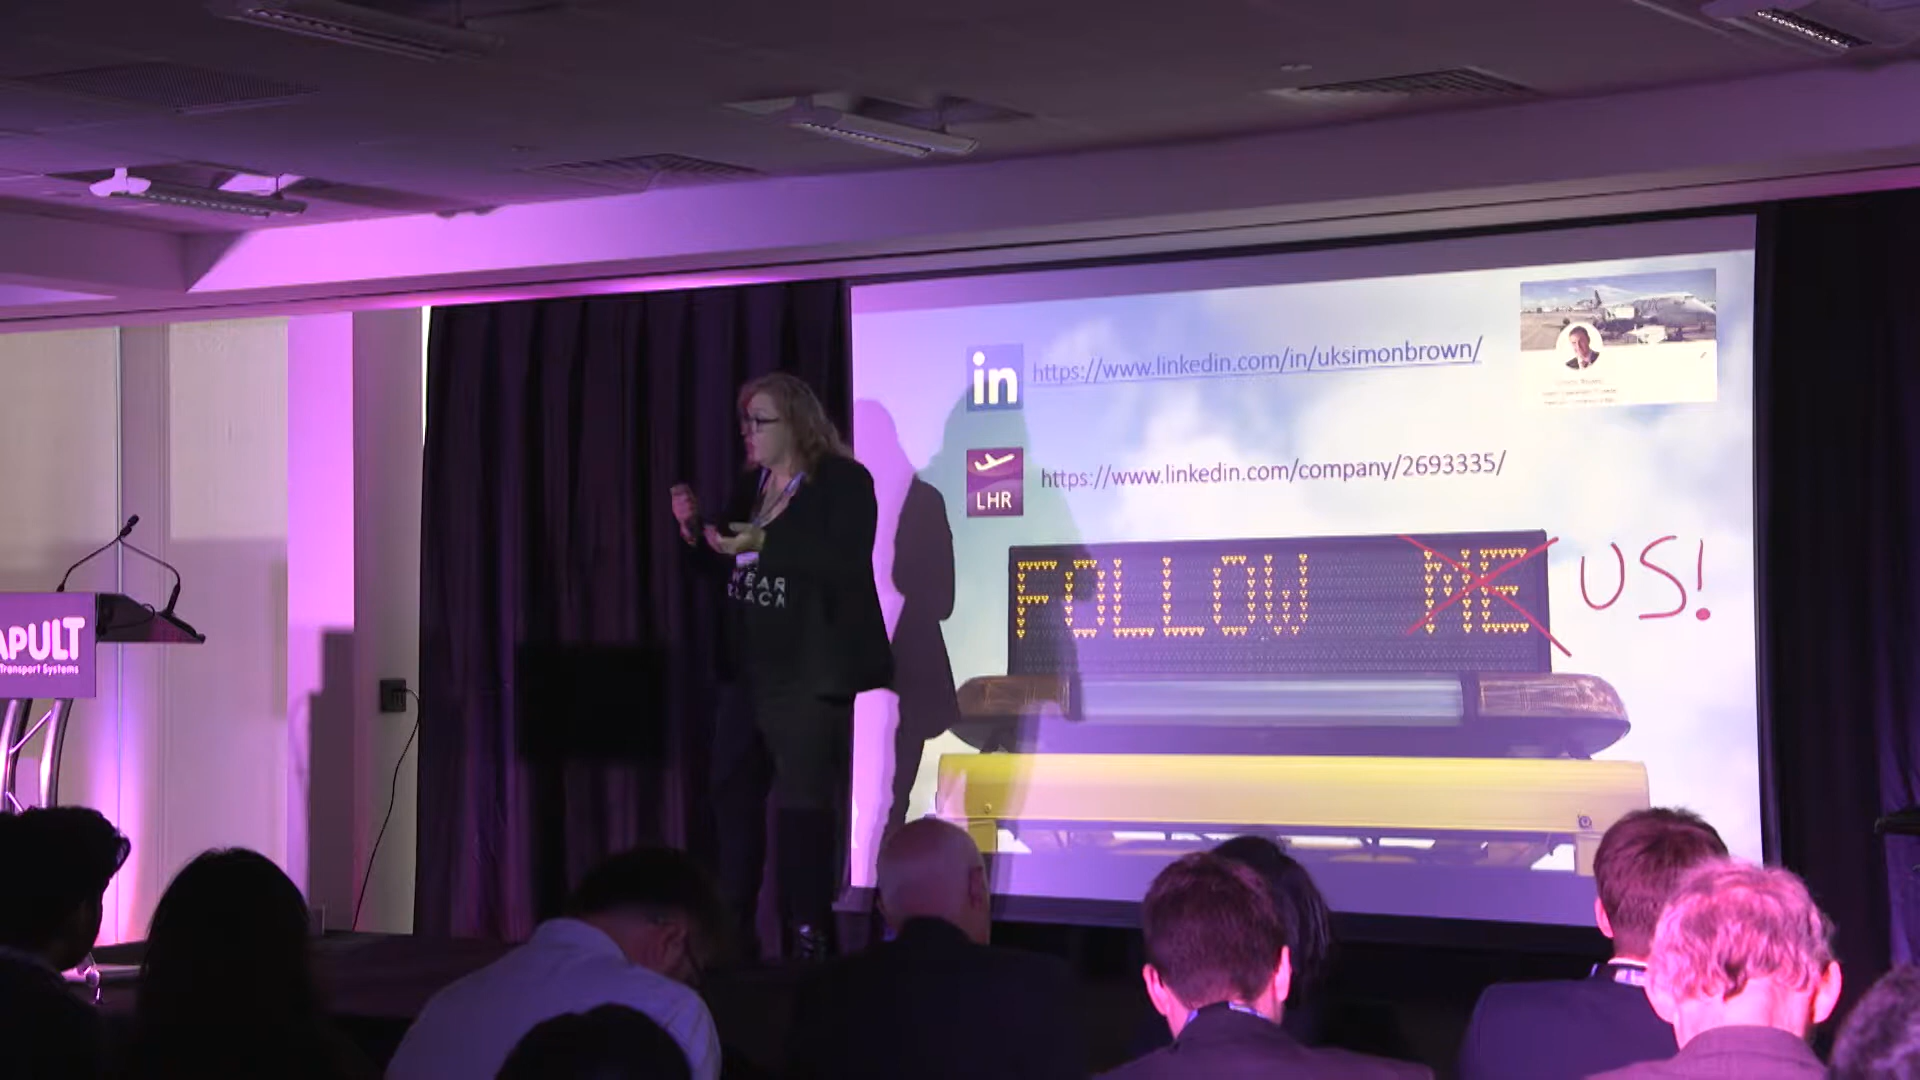 in https://www.linkedin.com/in/uksimonbrown/
LHR https://www.linkedin.com/company/2693335/
FOLLOW ME US!
WEAR
BLACK
APULT
Transport Systems